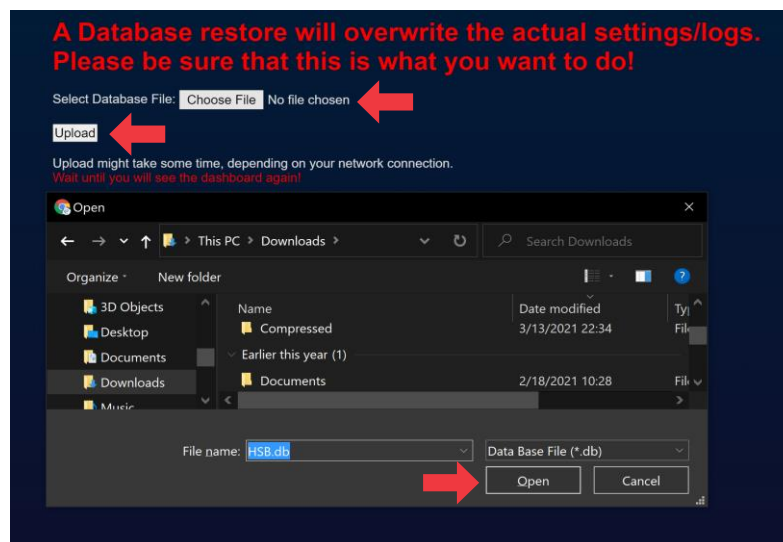 A Database restore will overwrite the actual settings/logs.
Please be sure that this is what you want to do!
Select Database File: Choose File No file chosen
Upload
Upload might take some time, depending on your network connection.
Wait until you will see the dashboard again!
Open
This PC > Downloads >
Search Downloads
Organize
New folder
3D Objects
Desktop
Documents
Downloads
Music
Name
Date modified
Compressed
3/13/2021 22:34
Earlier this year (1)
Documents
2/18/2021 10:28
File name: HSB.db
Data Base File (*.db)
Open
Cancel